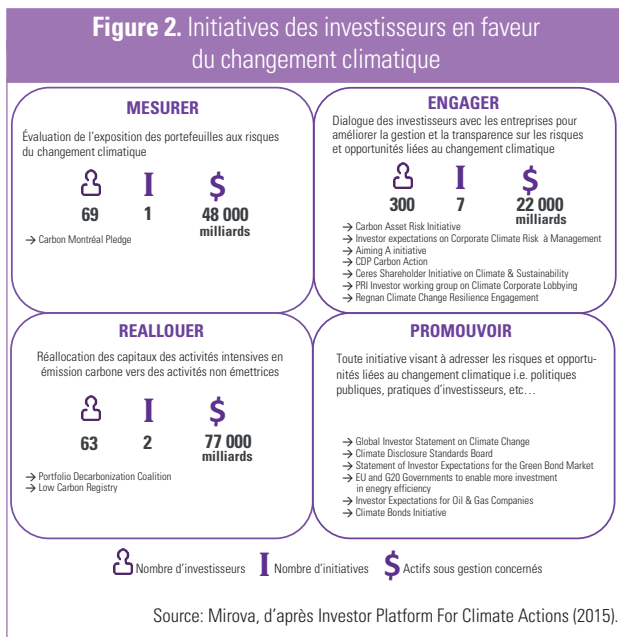 Figure 2. Initiatives des investisseurs en faveur
du changement climatique
MESURER
Évaluation de l'exposition des portefeuilles aux risques
du changement climatique
69 1 48 000
milliards
→ Carbon Montréal Pledge
ENGAGER
Dialogue des investisseurs avec les entreprises pour
améliorer la gestion et la transparence sur les risques
et opportunités liées au changement climatique
300 7 22 000
milliards
→ Carbon Asset Risk Initiative
→ Investor expectations on Corporate Climate Risk à Management
→ Aiming A initiative
→ CDP Carbon Action
→ Ceres Shareholder Initiative on Climate & Sustainability
→ PRI Investor working group on Climate Corporate Lobbying
→ Regnan Climate Change Resilience Engagement
REALLOUER
Réallocation des capitaux des activités intensives en
émission carbone vers des activités non émettrices
63 2 77 000
milliards
→ Portfolio Decarbonization Coalition
→ Low Carbon Registry
PROMOUVOIR
Toute initiative visant à adresser les risques et opportu-
nités liées au changement climatique i.e. politiques
publiques, pratiques d'investisseurs, etc…
→ Global Investor Statement on Climate Change
→ Climate Disclosure Standards Board
→ Statement of Investor Expectations for the Green Bond Market
→ EU and G20 Governments to enable more investment
in enegry efficiency
→ Investor Expectations for Oil & Gas Companies
→ Climate Bonds Initiative
Nombre d'investisseurs I Nombre d'initiatives $ Actifs sous gestion concernés
Source: Mirova, d'après Investor Platform For Climate Actions (2015).